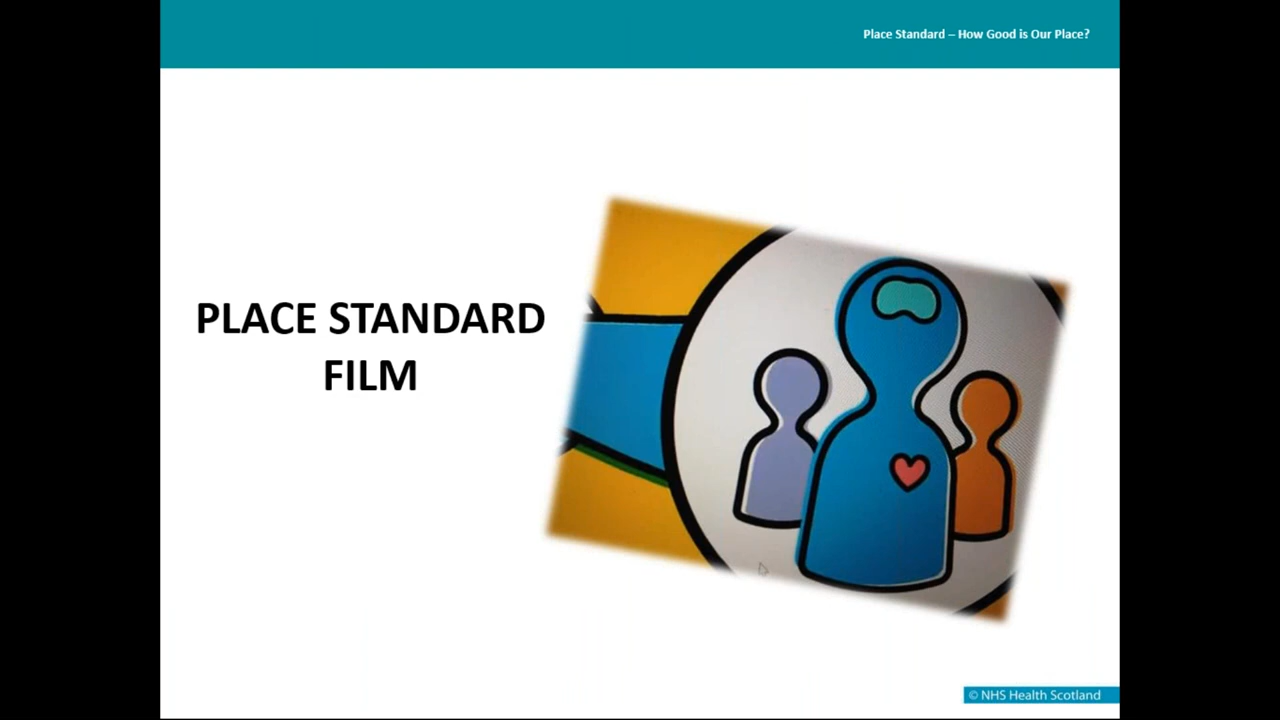 Place Standard – How Good is Our Place?
PLACE STANDARD
FILM
© NHS Health Scotland